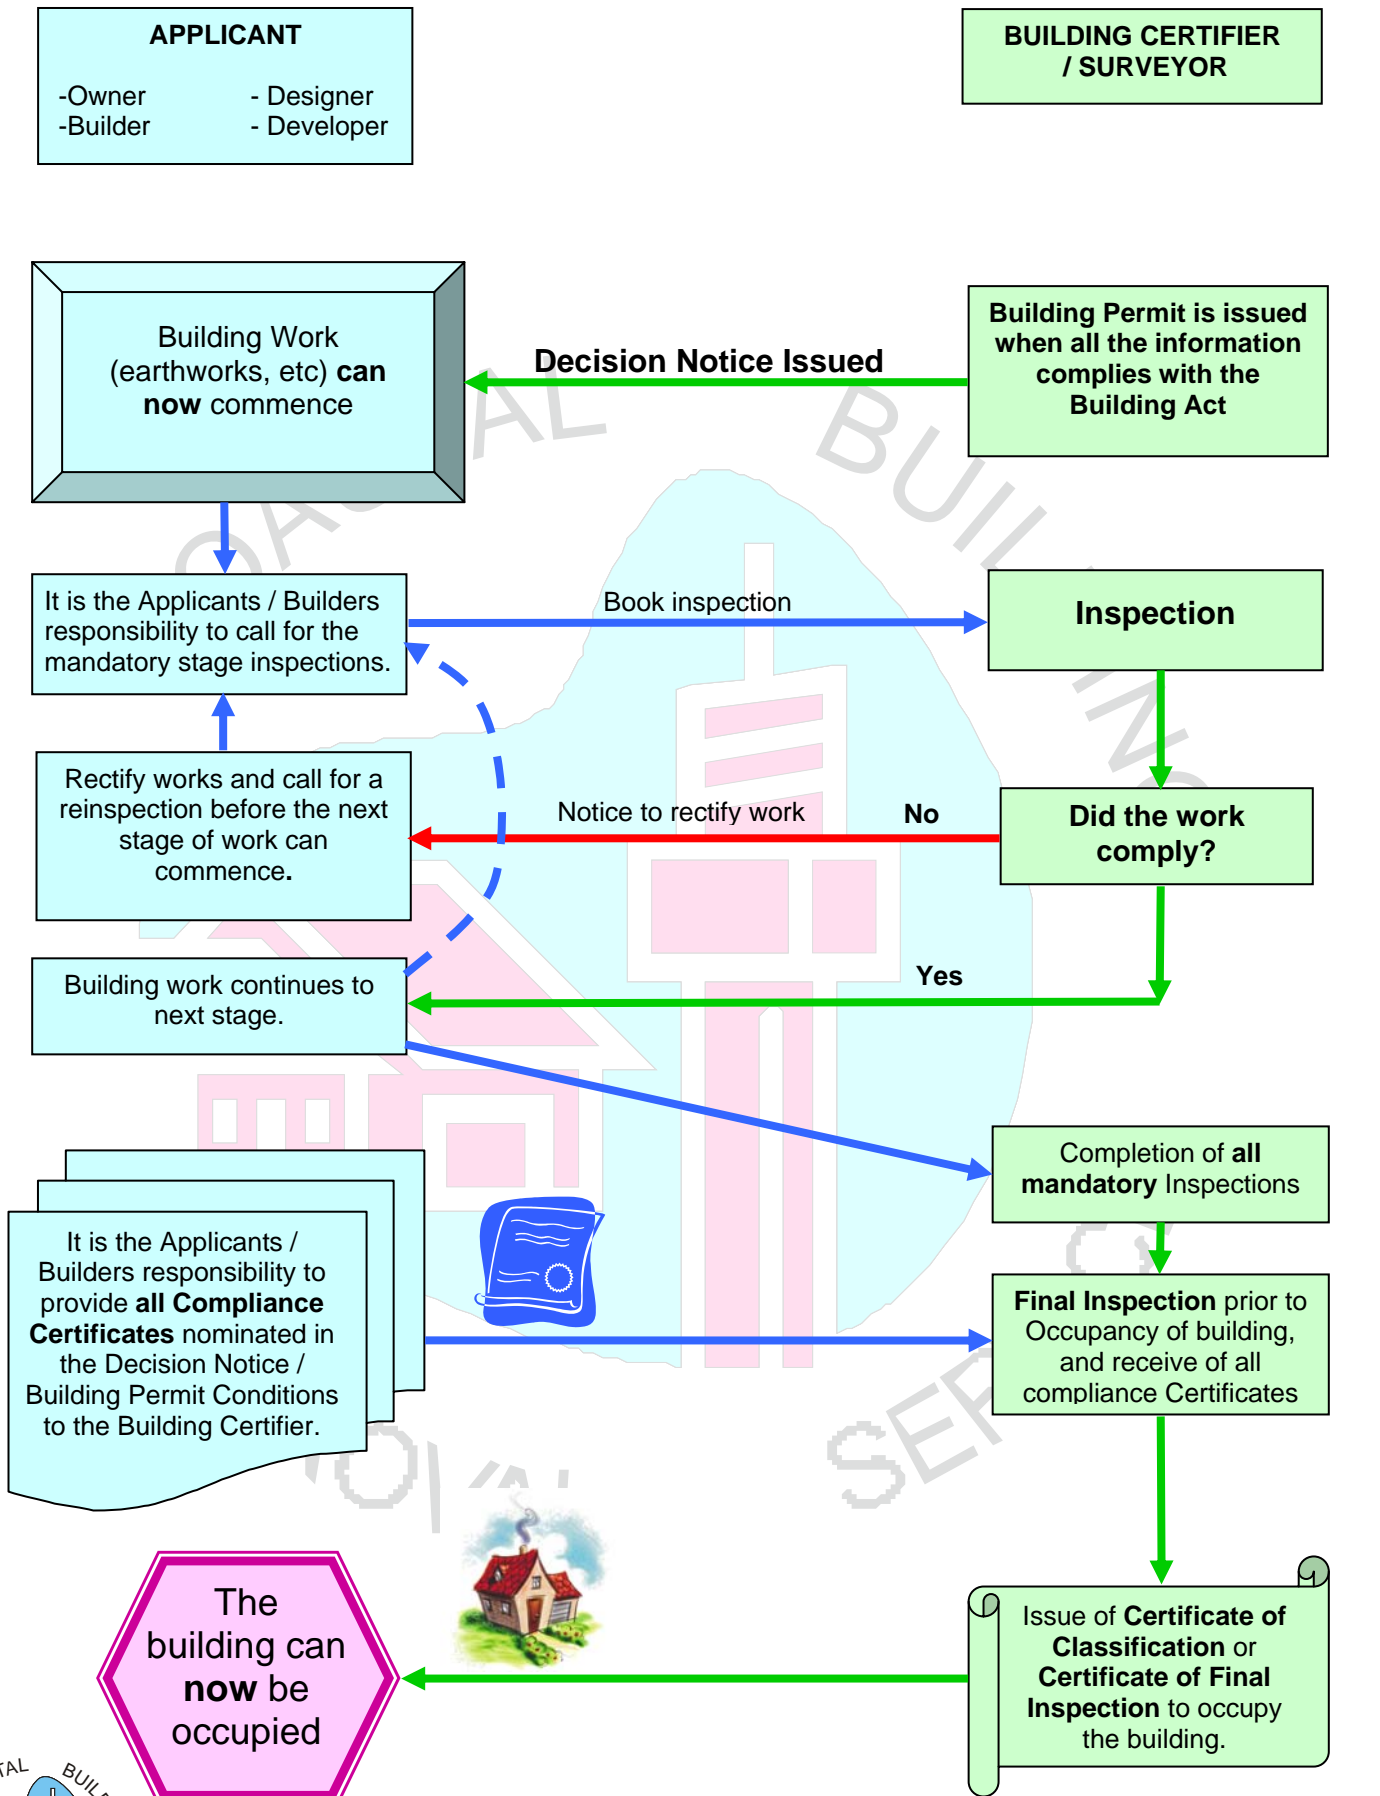 APPLICANT
-Owner - Designer
-Builder - Developer
BUILDING CERTIFIER
/ SURVEYOR
Building Work
(earthworks, etc) can
now commence
Decision Notice Issued
Building Permit is issued
when all the information
complies with the
Building Act
It is the Applicants / Builders
responsibility to call for the
mandatory stage inspections.
Book inspection
Inspection
Rectify works and call for a
reinspection before the next
stage of work can
commence.
Notice to rectify work
No
Did the work
comply?
Building work continues to
next stage.
Yes
Completion of all
mandatory Inspections
It is the Applicants /
Builders responsibility to
provide all Compliance
Certificates nominated in
the Decision Notice /
Building Permit Conditions
to the Building Certifier.
Final Inspection prior to
Occupancy of building,
and receive of all
compliance Certificates
The
building can
now be
occupied
Issue of Certificate of
Classification or
Certificate of Final
Inspection to occupy
the building.